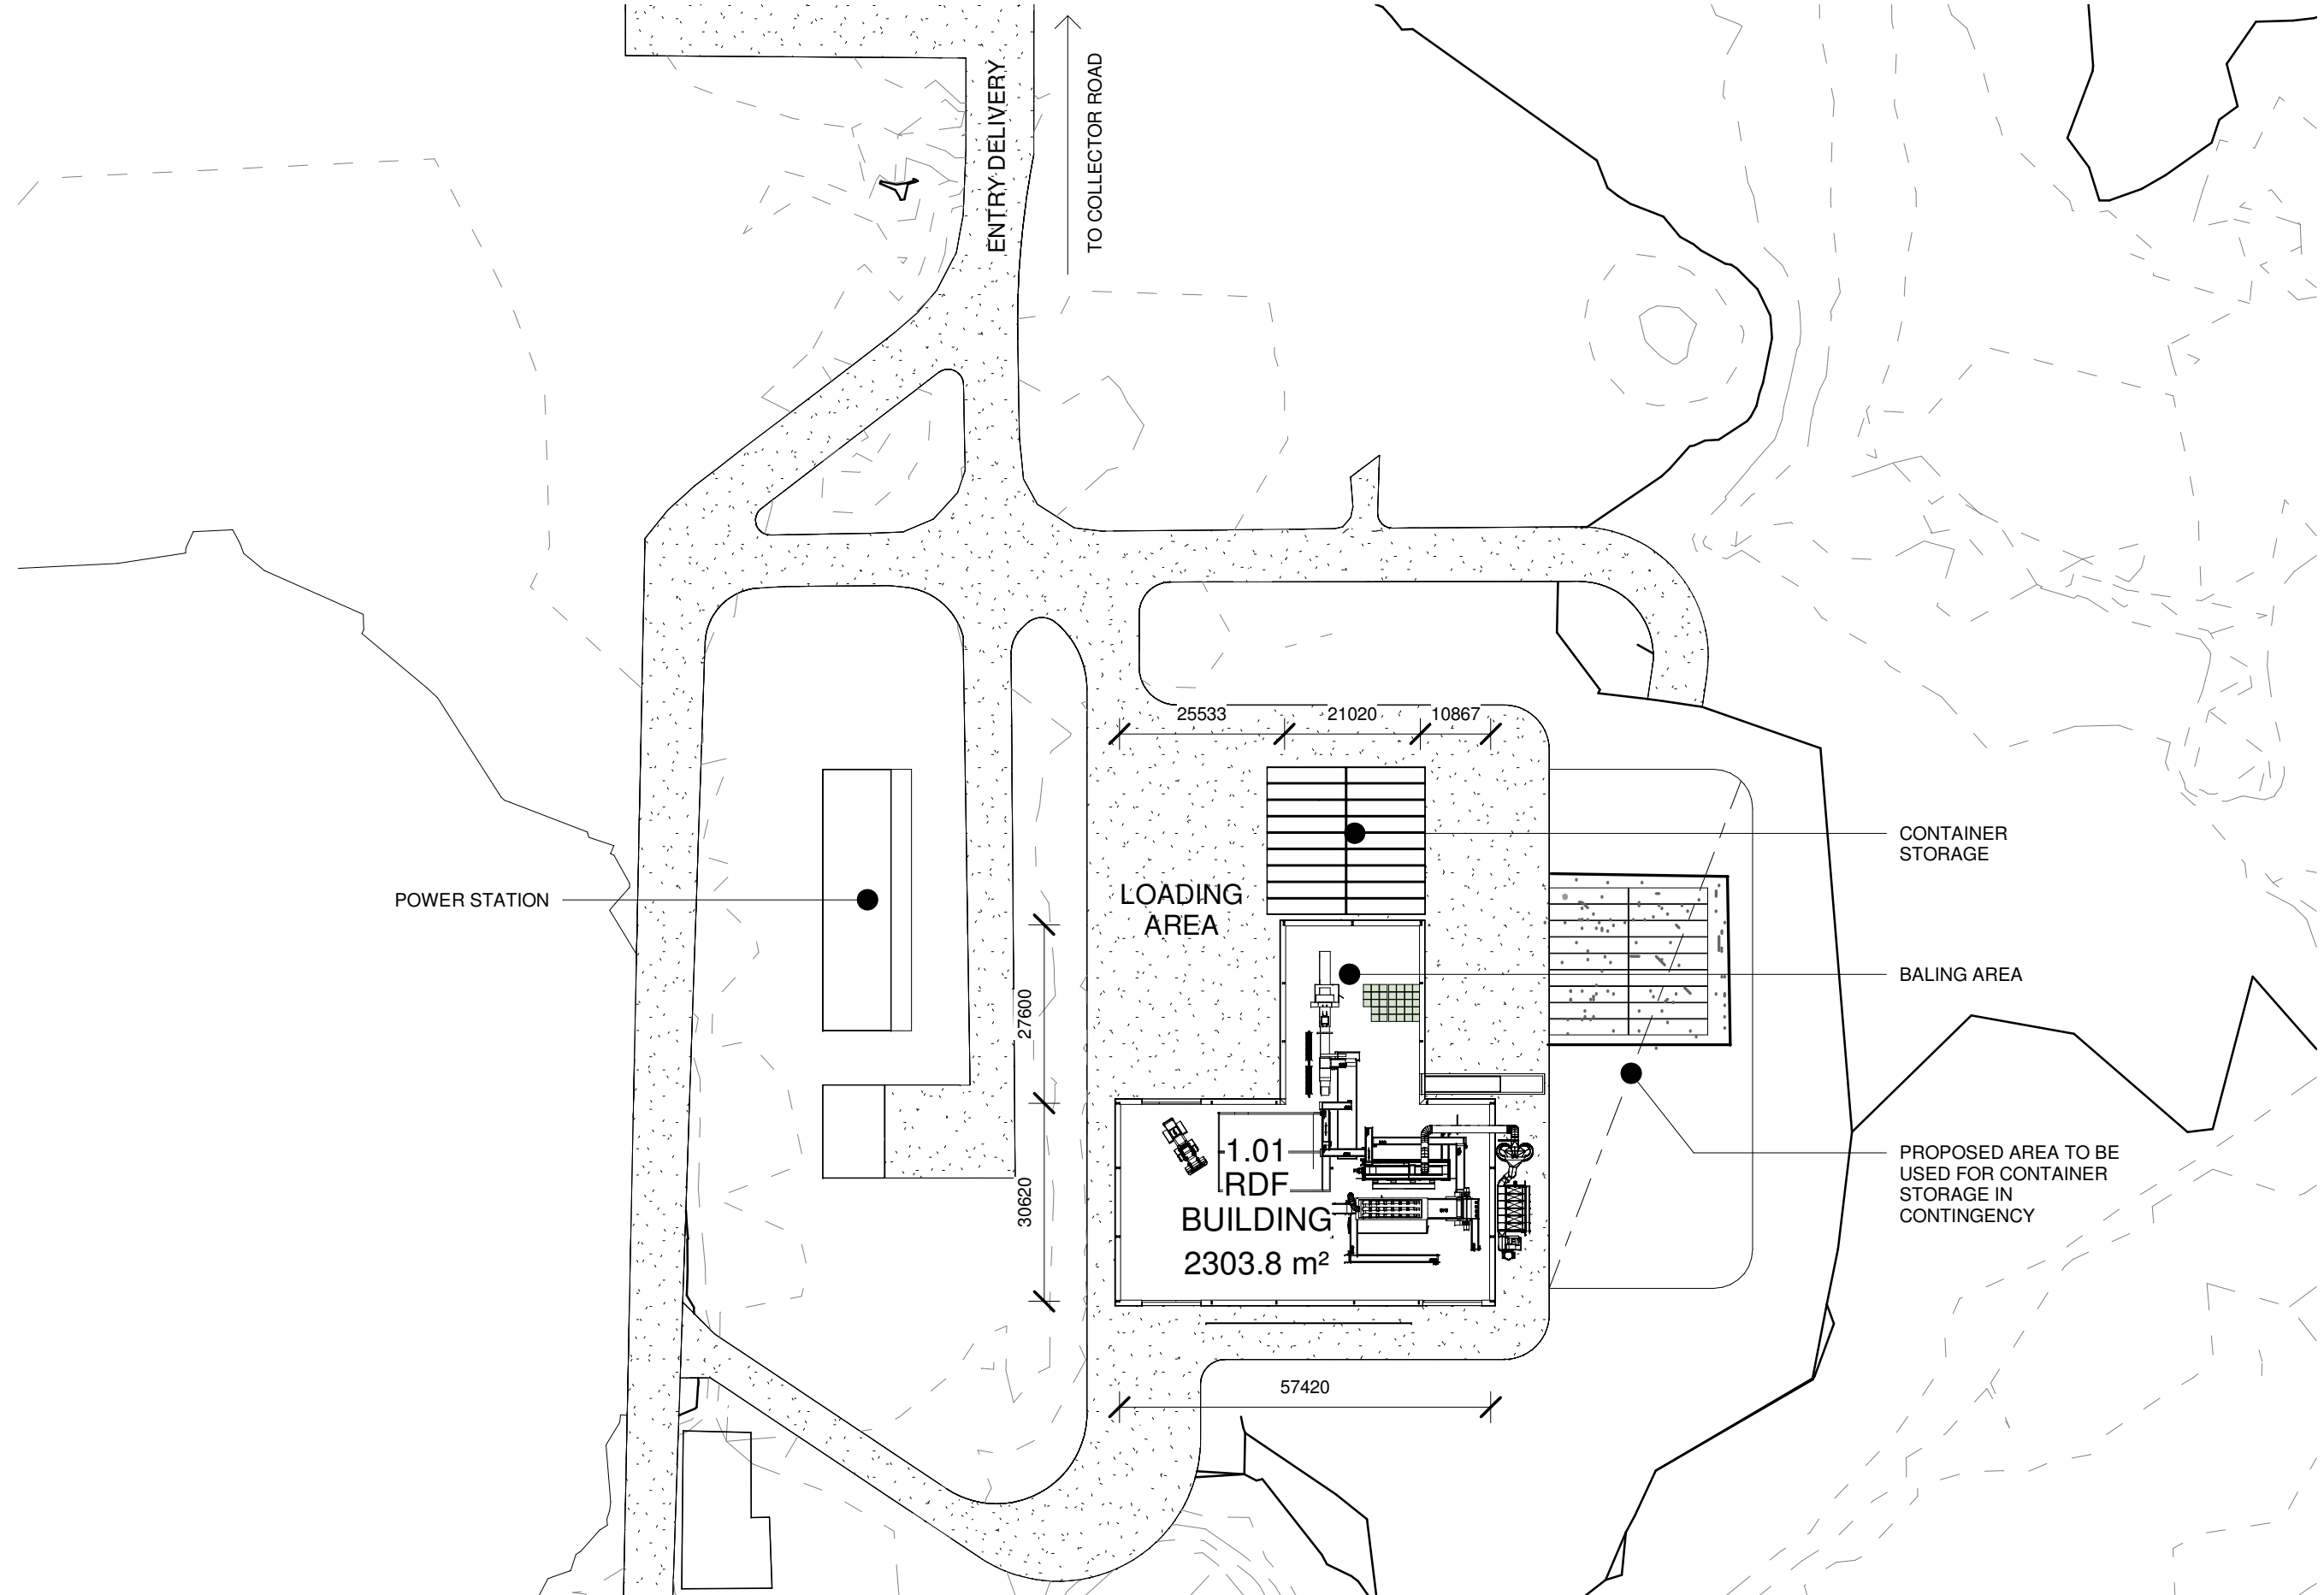 ENTRY DELIVERY
TO COLLECTOR ROAD
25533
21020
10867
CONTAINER
STORAGE
POWER STATION
LOADING
AREA
BALING AREA
27600
1.01
RDF
BUILDING
2303.8 m²
30620
PROPOSED AREA TO BE
USED FOR CONTAINER
STORAGE IN
CONTINGENCY
57420